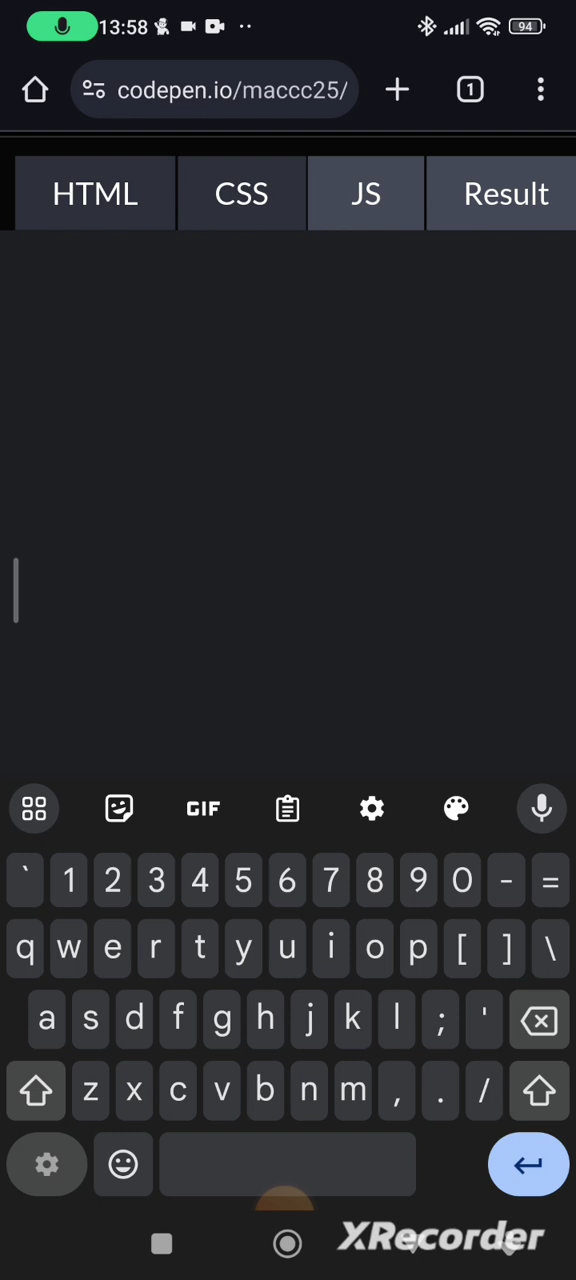 13:58
94
codepen.io/maccc25/
1
HTML CSS JS Result
GIF
` 1 2 3 4 5 6 7 8 9 0 - =
q w e r t y u i o p [ ] \
a s d f g h j k l ; '
z x c v b n m , . /
XRecorder